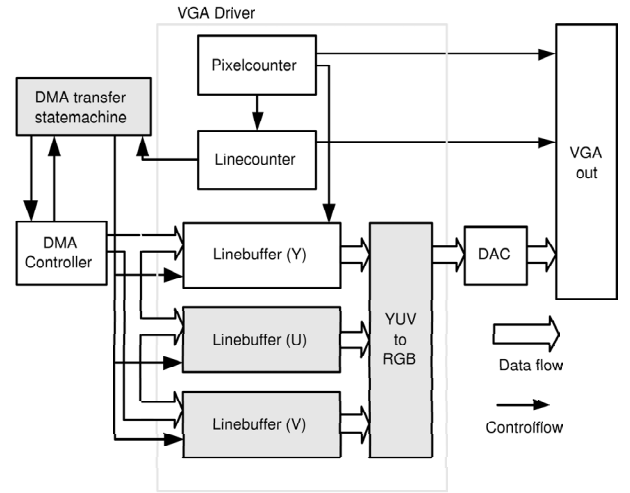 VGA Driver
Pixelcounter
DMA transfer
statemachine
Linecounter
VGA
out
DMA
Controller
Linebuffer (Y)
DAC
Linebuffer (U)
YUV
to
RGB
Data flow
Linebuffer (V)
Controlflow